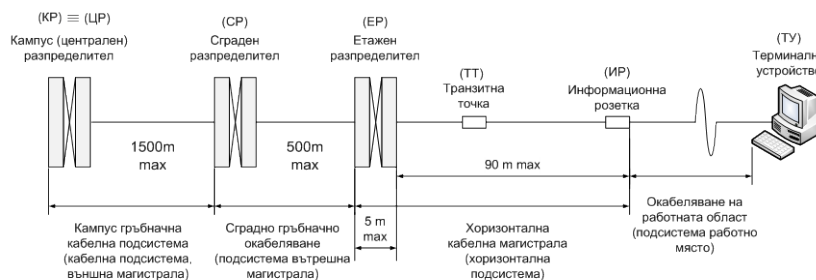 (КР) ≡ (ЦР)
Кампус (централен)
разпределител
(СР)
Сграден
разпределител
(ЕР)
Етажен
разпределител
(ТТ)
Транзитна
точка
(ИР)
Информационна
розетка
(ТУ)
Терминално
устройство
1500m
max
500m
max
90 m max
5 m
max
Кампус гръбначна
кабелна подсистема
(кабелна подсистема,
външна магистрала)
Сградно гръбначно
окабеляване
(подсистема вътрешна
магистрала)
Хоризонтална
кабелна магистрала
(хоризонтална
подсистема)
Окабеляване на
работната област
(подсистема работно
място)